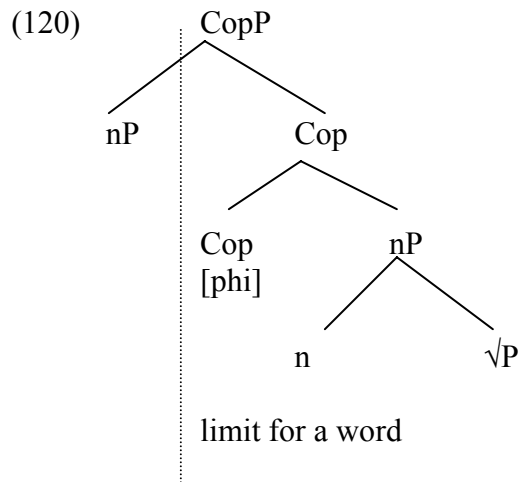 (120) CopP
nP Cop
Cop nP
[phi]
n √P
limit for a word